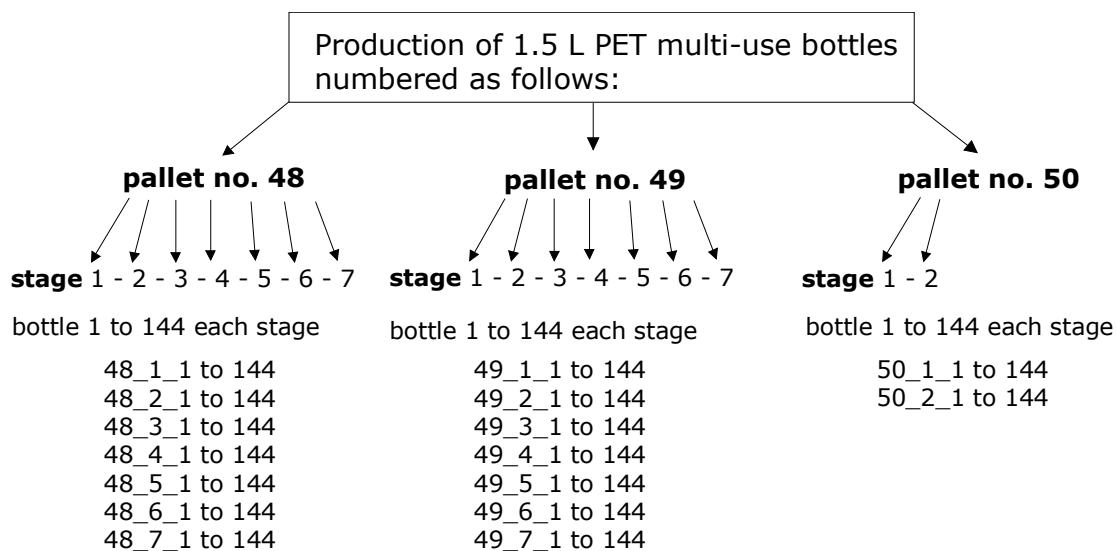 Production of 1.5 L PET multi-use bottles
numbered as follows:
pallet no. 48
stage 1 - 2 - 3 - 4 - 5 - 6 - 7
bottle 1 to 144 each stage
48_1_1 to 144
48_2_1 to 144
48_3_1 to 144
48_4_1 to 144
48_5_1 to 144
48_6_1 to 144
48_7_1 to 144
pallet no. 49
stage 1 - 2 - 3 - 4 - 5 - 6 - 7
bottle 1 to 144 each stage
49_1_1 to 144
49_2_1 to 144
49_3_1 to 144
49_4_1 to 144
49_5_1 to 144
49_6_1 to 144
49_7_1 to 144
pallet no. 50
stage 1 - 2
bottle 1 to 144 each stage
50_1_1 to 144
50_2_1 to 144